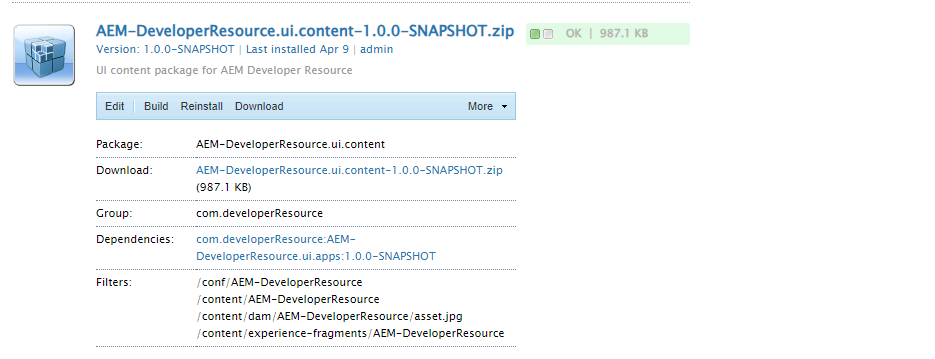 AEM-DeveloperResource.ui.content-1.0.0-SNAPSHOT.zip OK | 987.1 KB
Version: 1.0.0-SNAPSHOT | Last installed Apr 9 | admin
UI content package for AEM Developer Resource
Edit Build Reinstall Download More
Package: AEM-DeveloperResource.ui.content
Download: AEM-DeveloperResource.ui.content-1.0.0-SNAPSHOT.zip
(987.1 KB)
Group: com.developerResource
Dependencies: com.developerResource:AEM-
DeveloperResource.ui.apps:1.0.0-SNAPSHOT
Filters: /conf/AEM-DeveloperResource
/content/AEM-DeveloperResource
/content/dam/AEM-DeveloperResource/asset.jpg
/content/experience-fragments/AEM-DeveloperResource